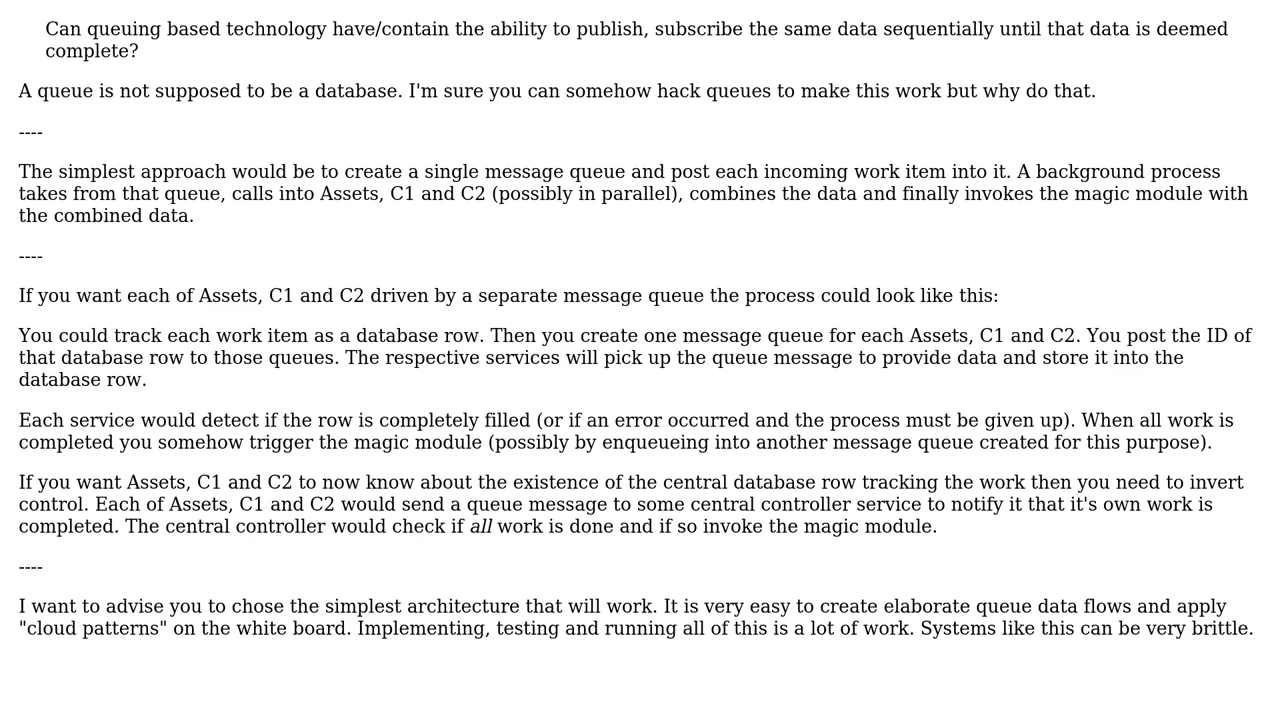 Can queuing based technology have/contain the ability to publish, subscribe the same data sequentially until that data is deemed
complete?
A queue is not supposed to be a database. I'm sure you can somehow hack queues to make this work but why do that.
----
The simplest approach would be to create a single message queue and post each incoming work item into it. A background process
takes from that queue, calls into Assets, C1 and C2 (possibly in parallel), combines the data and finally invokes the magic module with
the combined data.
----
If you want each of Assets, C1 and C2 driven by a separate message queue the process could look like this:
You could track each work item as a database row. Then you create one message queue for each Assets, C1 and C2. You post the ID of
that database row to those queues. The respective services will pick up the queue message to provide data and store it into the
database row.
Each service would detect if the row is completely filled (or if an error occurred and the process must be given up). When all work is
completed you somehow trigger the magic module (possibly by enqueueing into another message queue created for this purpose).
If you want Assets, C1 and C2 to now know about the existence of the central database row tracking the work then you need to invert
control. Each of Assets, C1 and C2 would send a queue message to some central controller service to notify it that it's own work is
completed. The central controller would check if all work is done and if so invoke the magic module.
----
I want to advise you to chose the simplest architecture that will work. It is very easy to create elaborate queue data flows and apply
"cloud patterns" on the white board. Implementing, testing and running all of this is a lot of work. Systems like this can be very brittle.